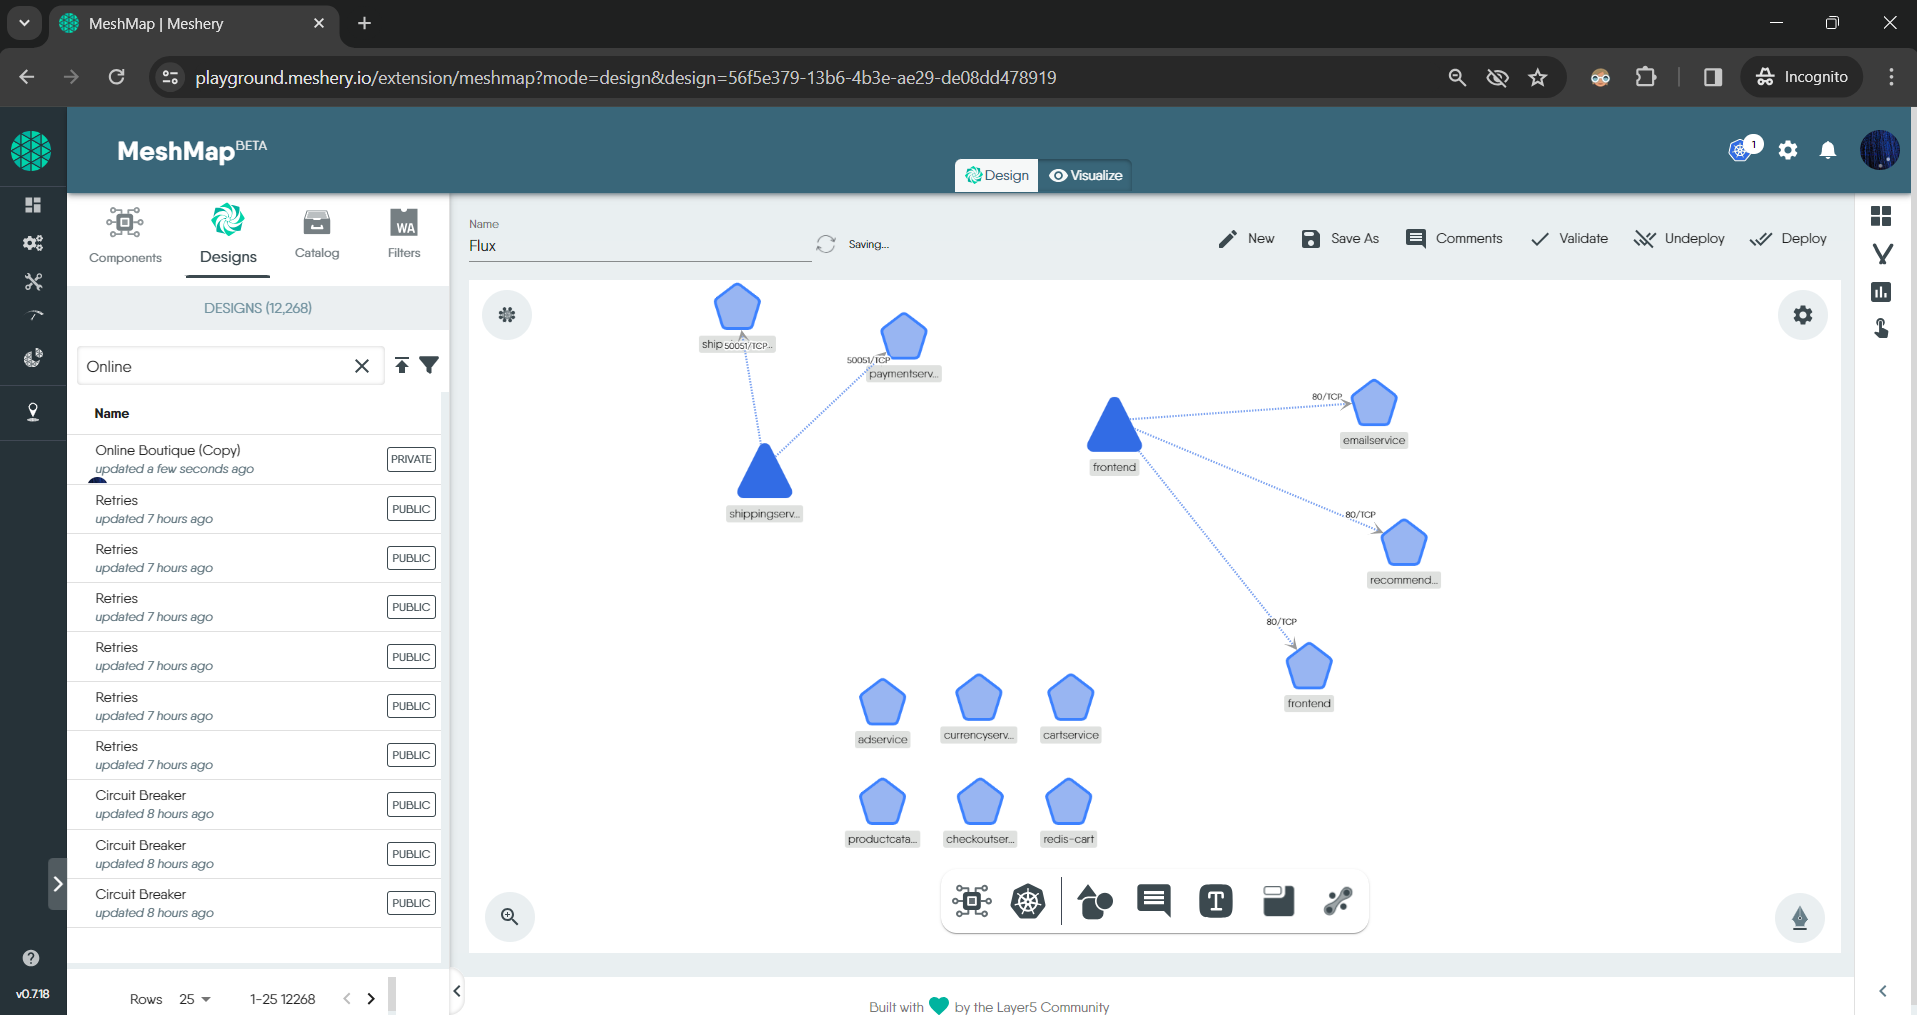 MeshMap | Meshery
playground.meshery.io/extension/meshmap?mode=design&design=56f5e379-13b6-4b3e-ae29-de08dd478919
Incognito
MeshMap BETA
1
Design
Visualize
Components
Designs
Catalog
WA
Filters
DESIGNS (12,268)
Online
Name
Online Boutique (Copy)
updated a few seconds ago
PRIVATE
Retries
updated 7 hours ago
PUBLIC
Retries
updated 7 hours ago
PUBLIC
Retries
updated 7 hours ago
PUBLIC
Retries
updated 7 hours ago
PUBLIC
Retries
updated 7 hours ago
PUBLIC
Retries
updated 7 hours ago
PUBLIC
Circuit Breaker
updated 8 hours ago
PUBLIC
Circuit Breaker
updated 8 hours ago
PUBLIC
Circuit Breaker
updated 8 hours ago
PUBLIC
Rows 25 1-25 12268
v0.7.18
Name
Flux
Saving...
New
Save As
Comments
Validate
Undeploy
Deploy
ship
50051/TCP...
50051/TCP
paymentserv...
shippingserv...
frontend
80/TCP
emailservice
80/TCP
recommend...
80/TCP
frontend
adservice
currencyserv...
cartservice
productcata...
checkoutser...
redis-cart
T
Built with by the Layer5 Community